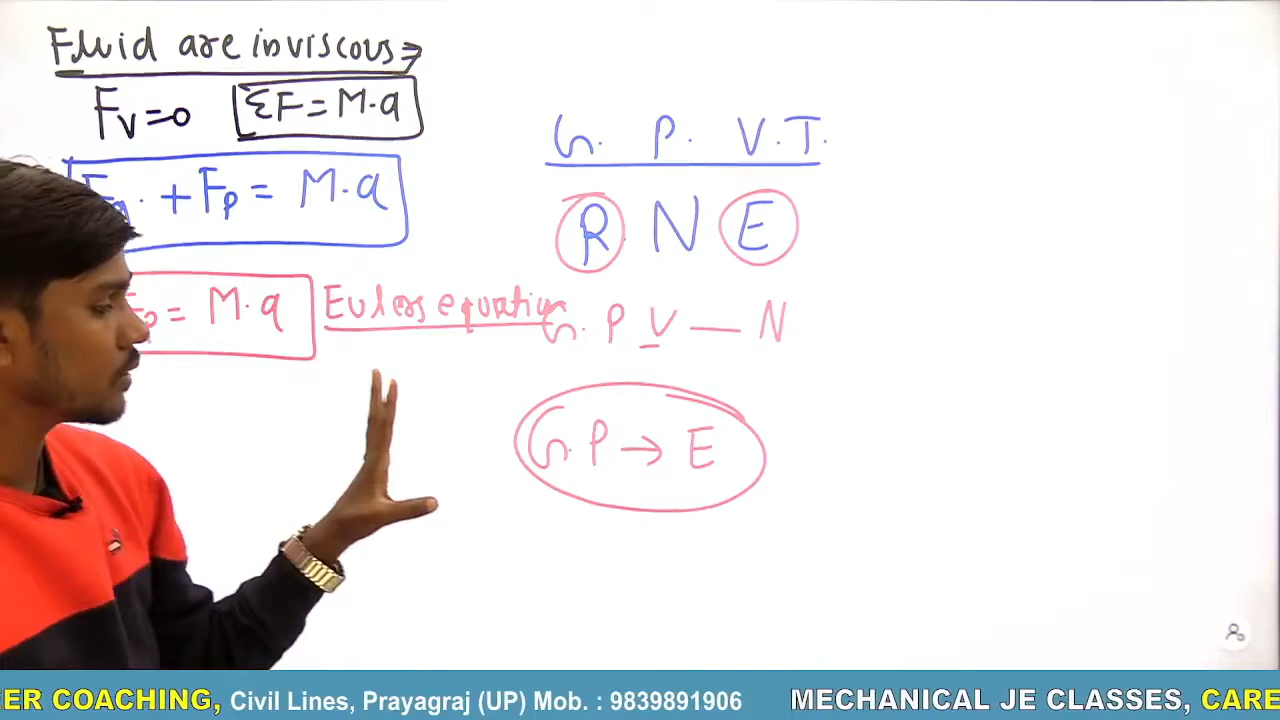 Fluid are inviscous⇒
Fv=0 ΣF = M·a
Fg. + Fp = M·a
= M·a Eulers equation
G. P. V. T.
R N E
G. P V — N
G. P → E
ER COACHING, Civil Lines, Prayagraj (UP) Mob. : 9839891906 MECHANICAL JE CLASSES, CARE